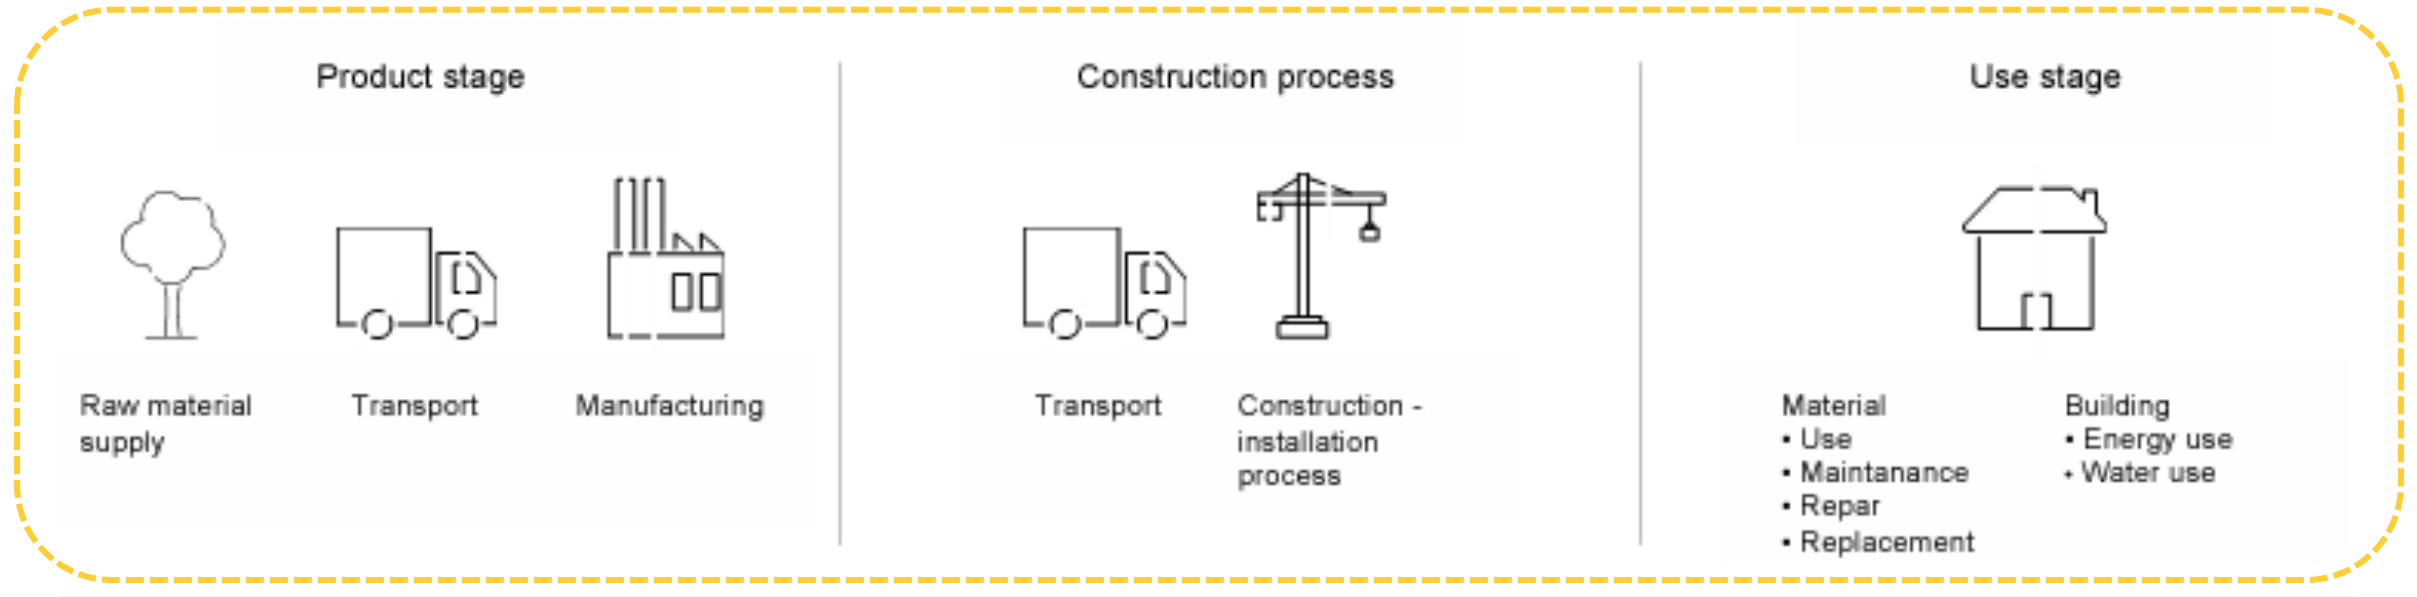 Product stage
Raw material
supply
Transport
Manufacturing
Construction process
Transport
Construction -
installation
process
Use stage
Material
• Use
• Maintanance
• Repar
• Replacement
Building
• Energy use
• Water use